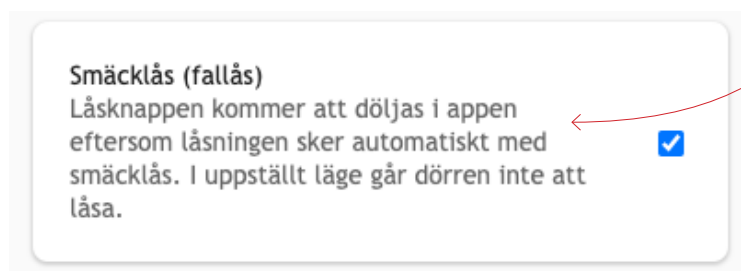 Smäcklås (fallås)
Låsknappen kommer att döljas i appen
eftersom låsningen sker automatiskt med
smäcklås. I uppställt läge går dörren inte att
låsa.